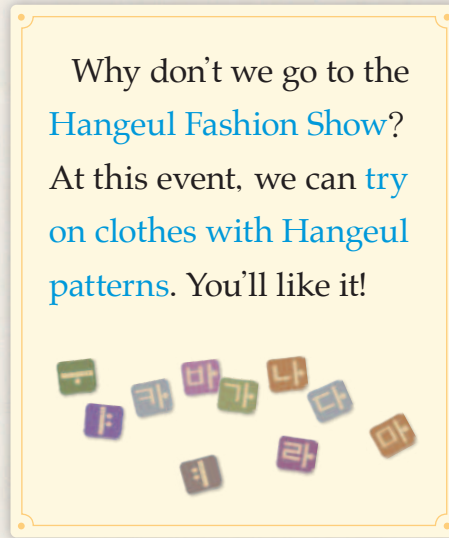 Why don't we go to the
Hangeul Fashion Show?
At this event, we can try
on clothes with Hangeul
patterns. You'll like it!
카 마 가 나 다
라